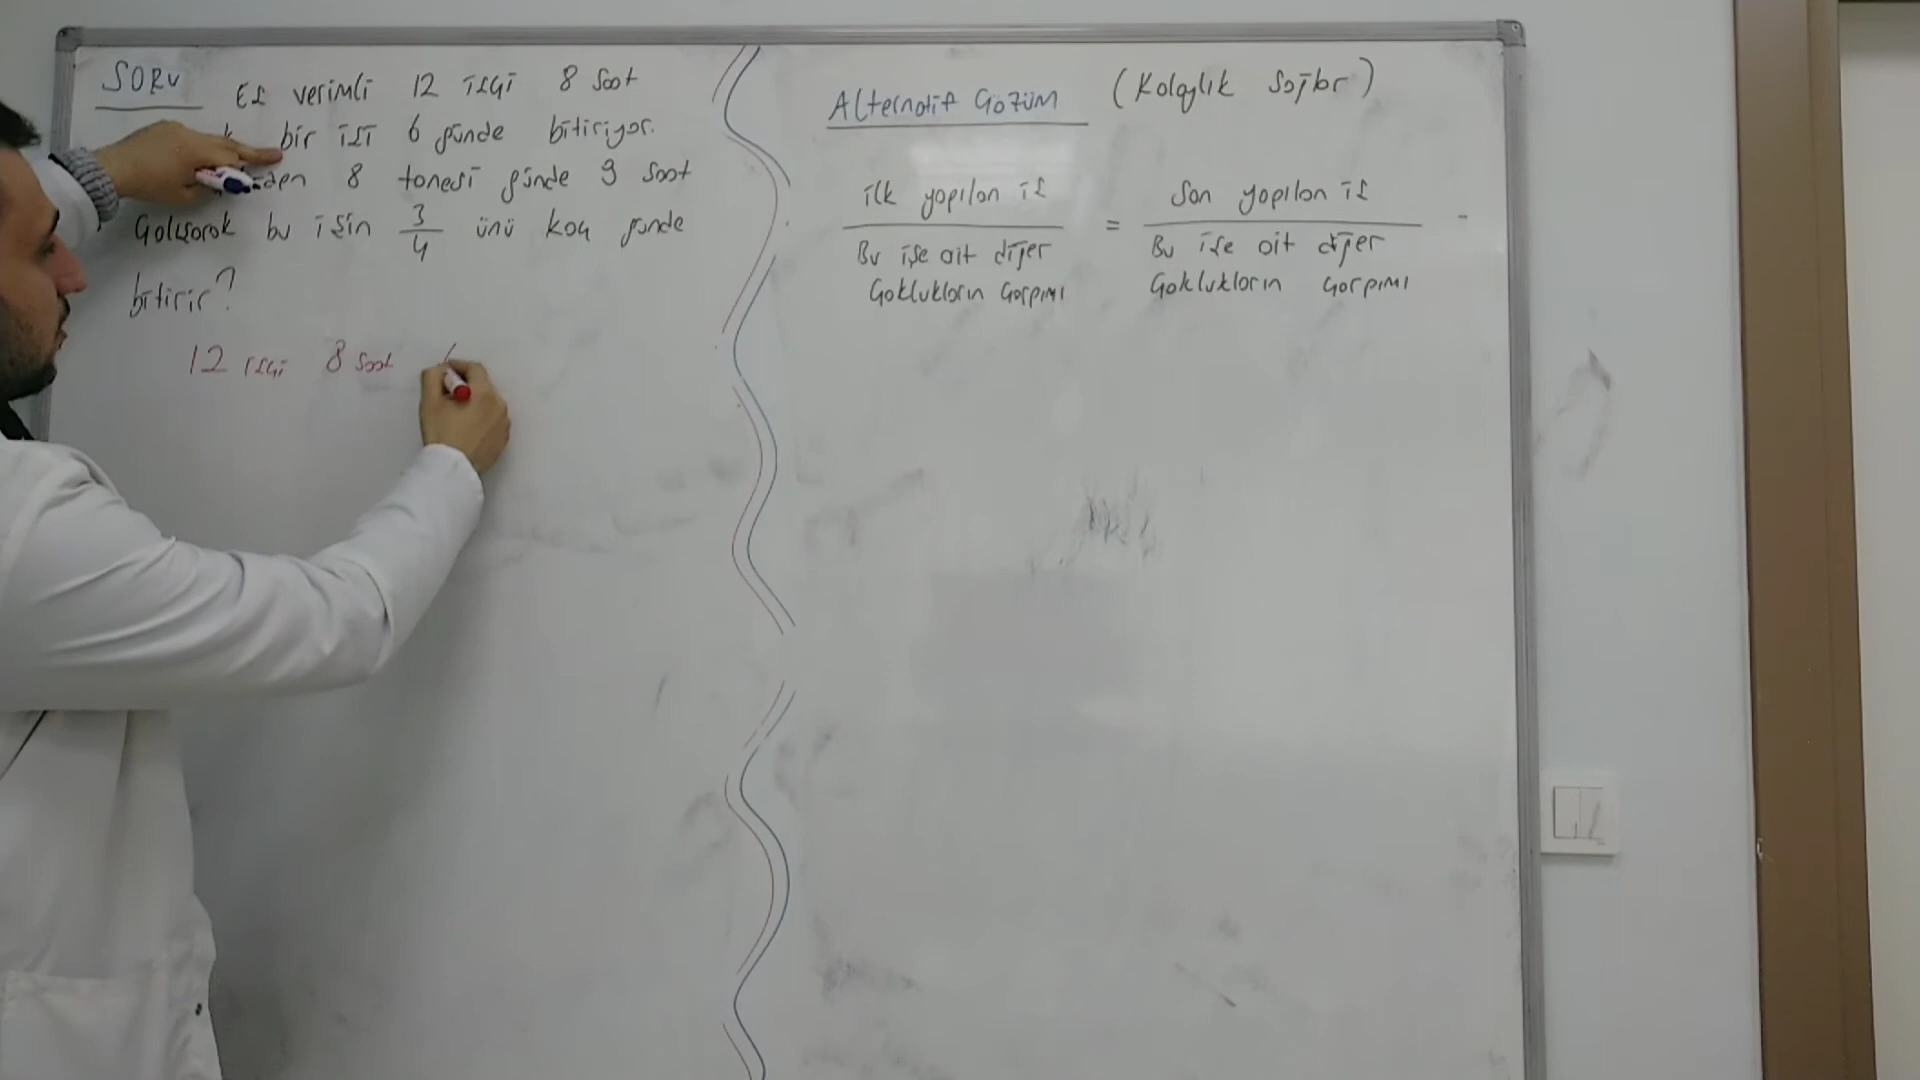 SORU Eş verimli 12 işçi 8 saat
bir işi 6 günde bitiriyor.
8 tanesi günde 9 saat
Çalışarak bu işin 3/4 ünü kaç günde
bitirir?
12 işçi 8 saat 6
Alternatif Çözüm (Kolaylık Sağlar)
ilk yapılan iş / Bu işe ait diğer Çoklukların Çarpımı = Son yapılan iş / Bu işe ait diğer Çoklukların Çarpımı